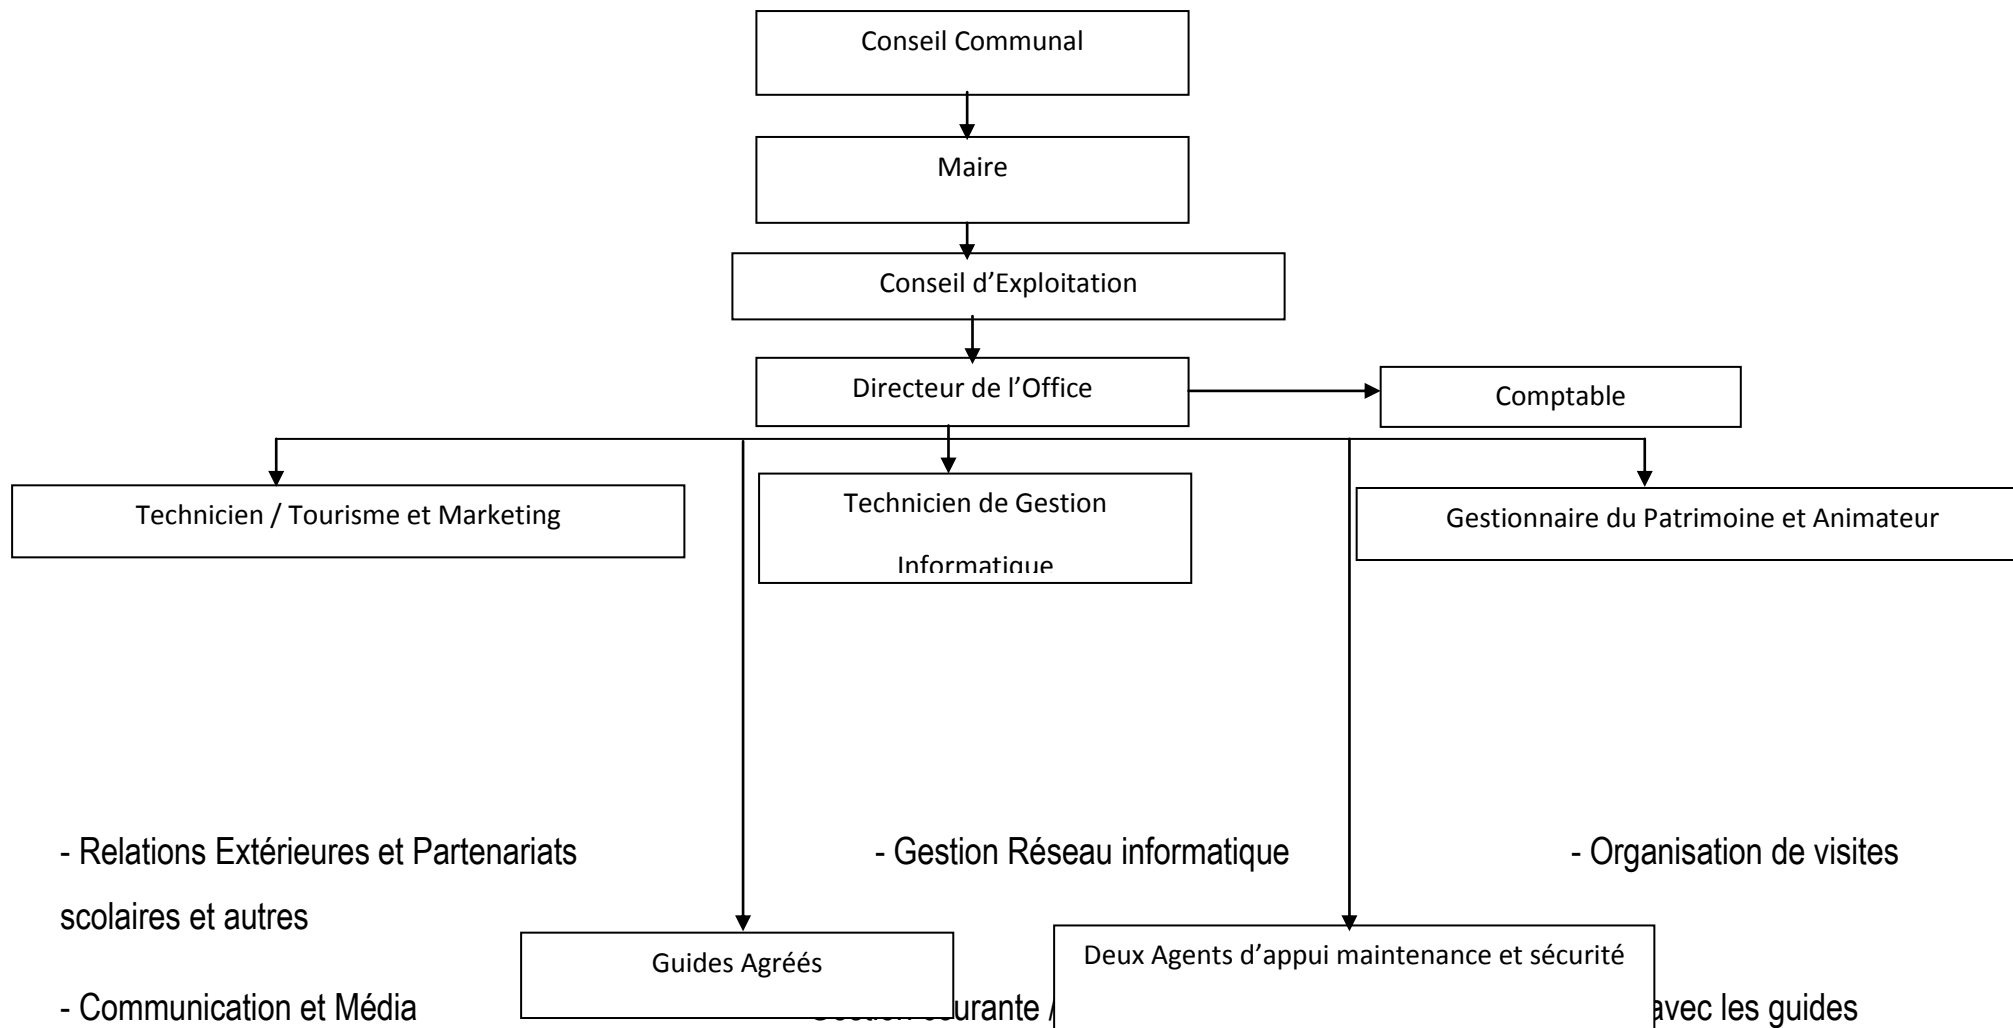 Conseil Communal
Maire
Conseil d’Exploitation
Directeur de l’Office
Comptable
Technicien / Tourisme et Marketing
Technicien de Gestion
Informatique
Gestionnaire du Patrimoine et Animateur
- Relations Extérieures et Partenariats
- Gestion Réseau informatique
- Organisation de visites
scolaires et autres
Guides Agréés
Deux Agents d’appui maintenance et sécurité
- Communication et Média
avec les guides